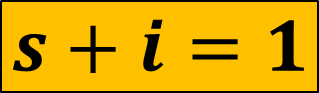 s + i = 1